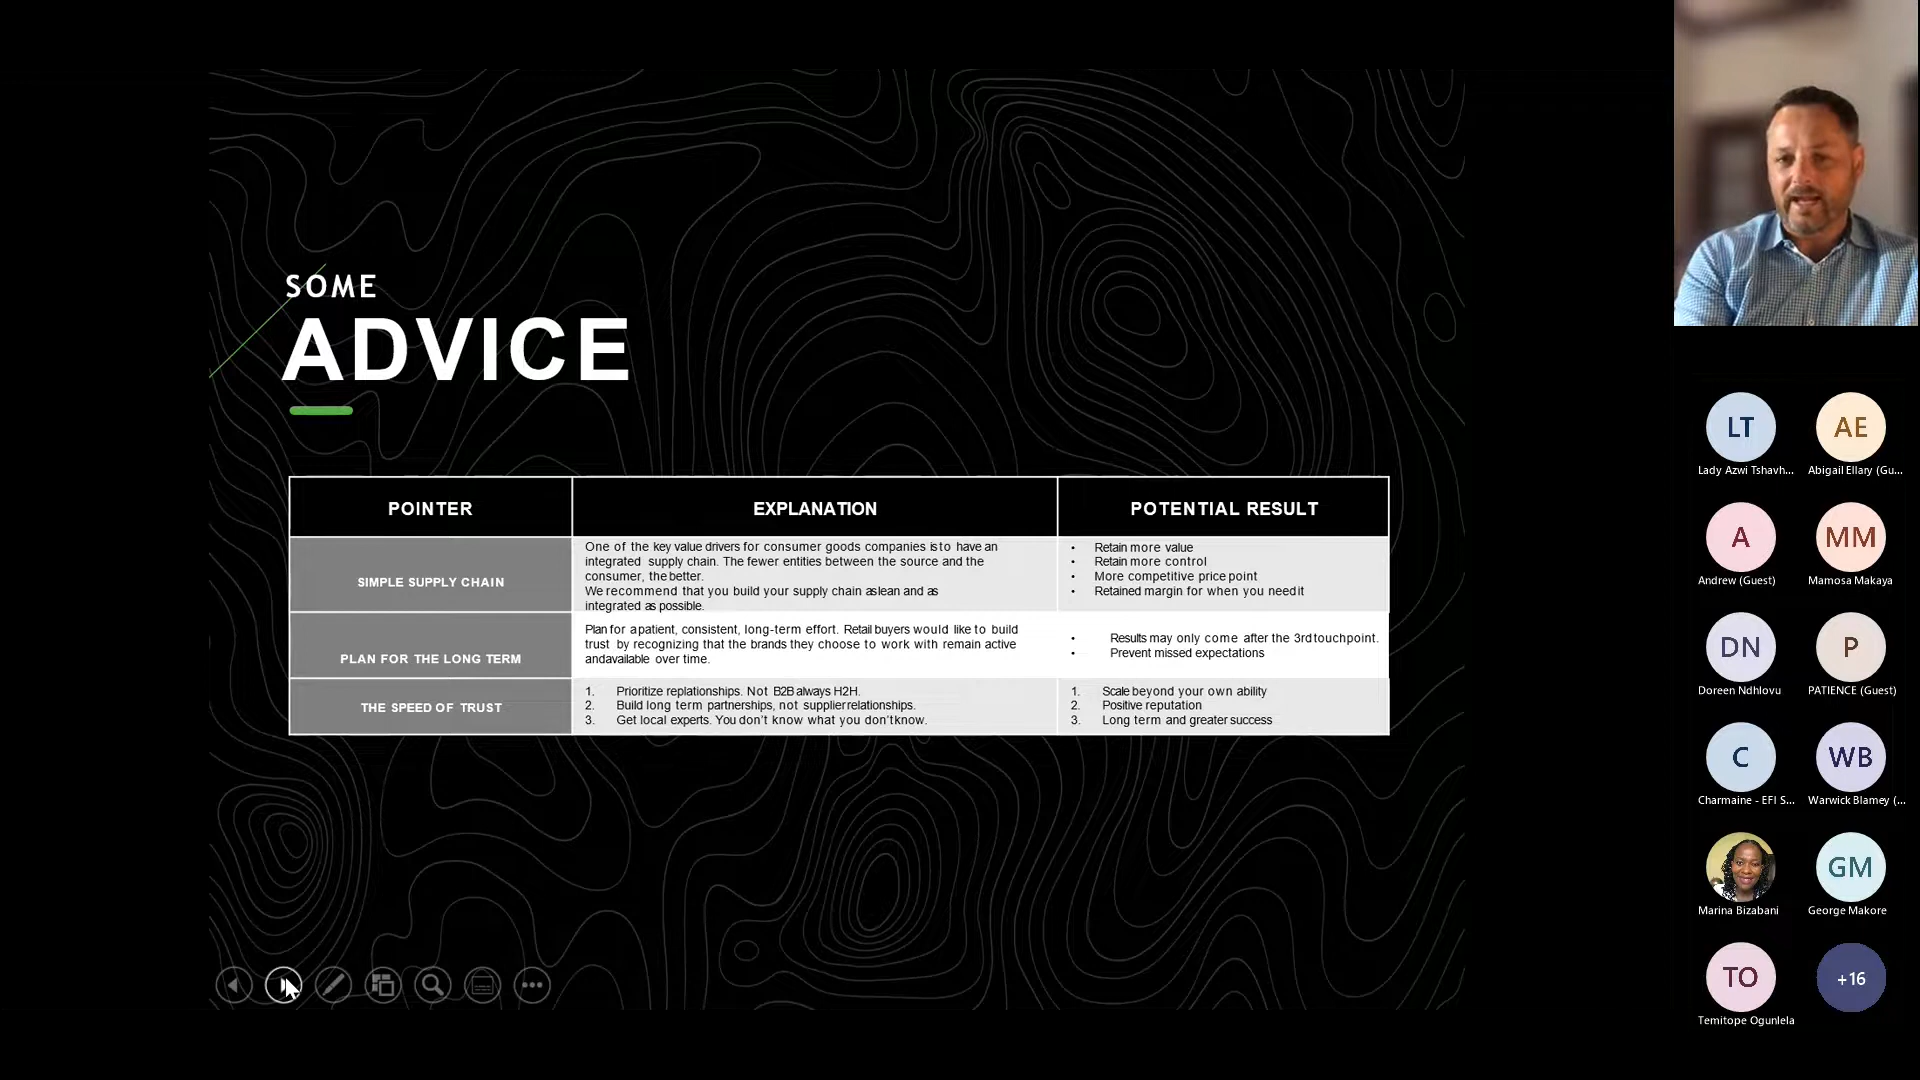 SOME
ADVICE
POINTER
EXPLANATION
POTENTIAL RESULT
SIMPLE SUPPLY CHAIN
One of the key value drivers for consumer goods companies is to have an
integrated supply chain. The fewer entities between the source and the
consumer, the better.
We recommend that you build your supply chain as lean and as
integrated as possible.
• Retain more value
• Retain more control
• More competitive price point
• Retained margin for when you need it
PLAN FOR THE LONG TERM
Plan for a patient, consistent, long-term effort. Retail buyers would like to build
trust by recognizing that the brands they choose to work with remain active
and available over time.
• Results may only come after the 3rd touchpoint.
• Prevent missed expectations
THE SPEED OF TRUST
1. Prioritize replationships. Not B2B always H2H.
2. Build long term partnerships, not supplier relationships.
3. Get local experts. You don't know what you don't know.
1. Scale beyond your own ability
2. Positive reputation
3. Long term and greater success
LT
AE
Lady Azwi Tshavh...
Abigail Ellary (Gu...
A
MM
Andrew (Guest)
Mamosa Makaya
DN
P
Doreen Ndhlovu
PATIENCE (Guest)
C
WB
Charmaine - EFI S...
Warwick Blamey (...
GM
Marina Bizabani
George Makore
TO
+16
Temitope Ogunlela